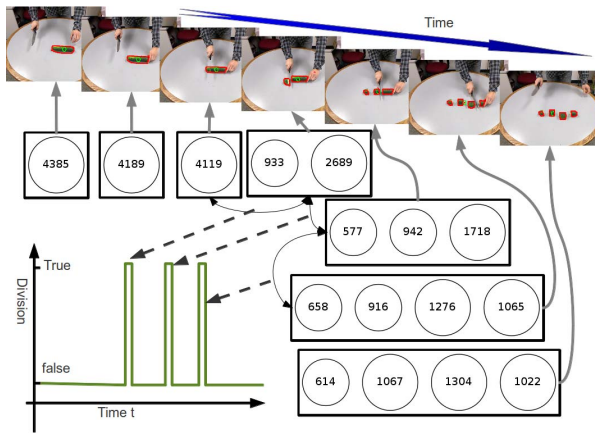 Time
4385 4189 4119 933 2689
577 942 1718
True
658 916 1276 1065
Division
false
614 1067 1304 1022
Time t